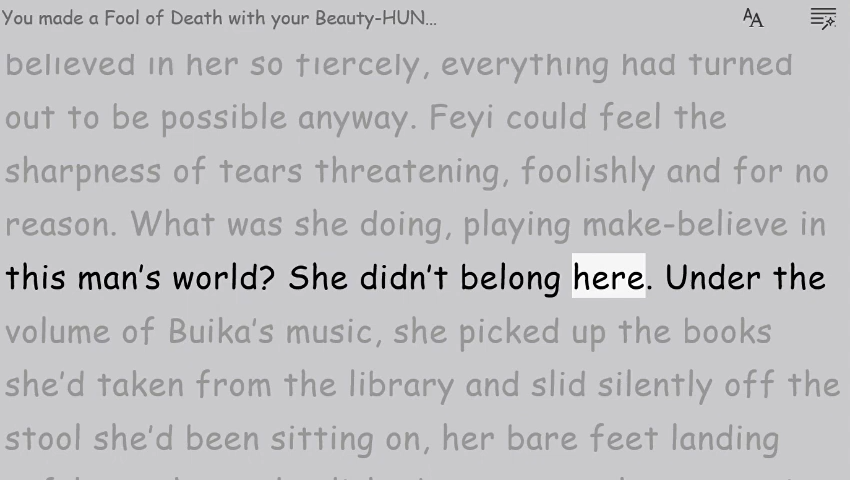 You made a Fool of Death with your Beauty-HUN...
believed in her so fiercely, everything had turned
out to be possible anyway. Feyi could feel the
sharpness of tears threatening, foolishly and for no
reason. What was she doing, playing make-believe in
this man's world? She didn't belong here. Under the
volume of Buika's music, she picked up the books
she'd taken from the library and slid silently off the
stool she'd been sitting on, her bare feet landing